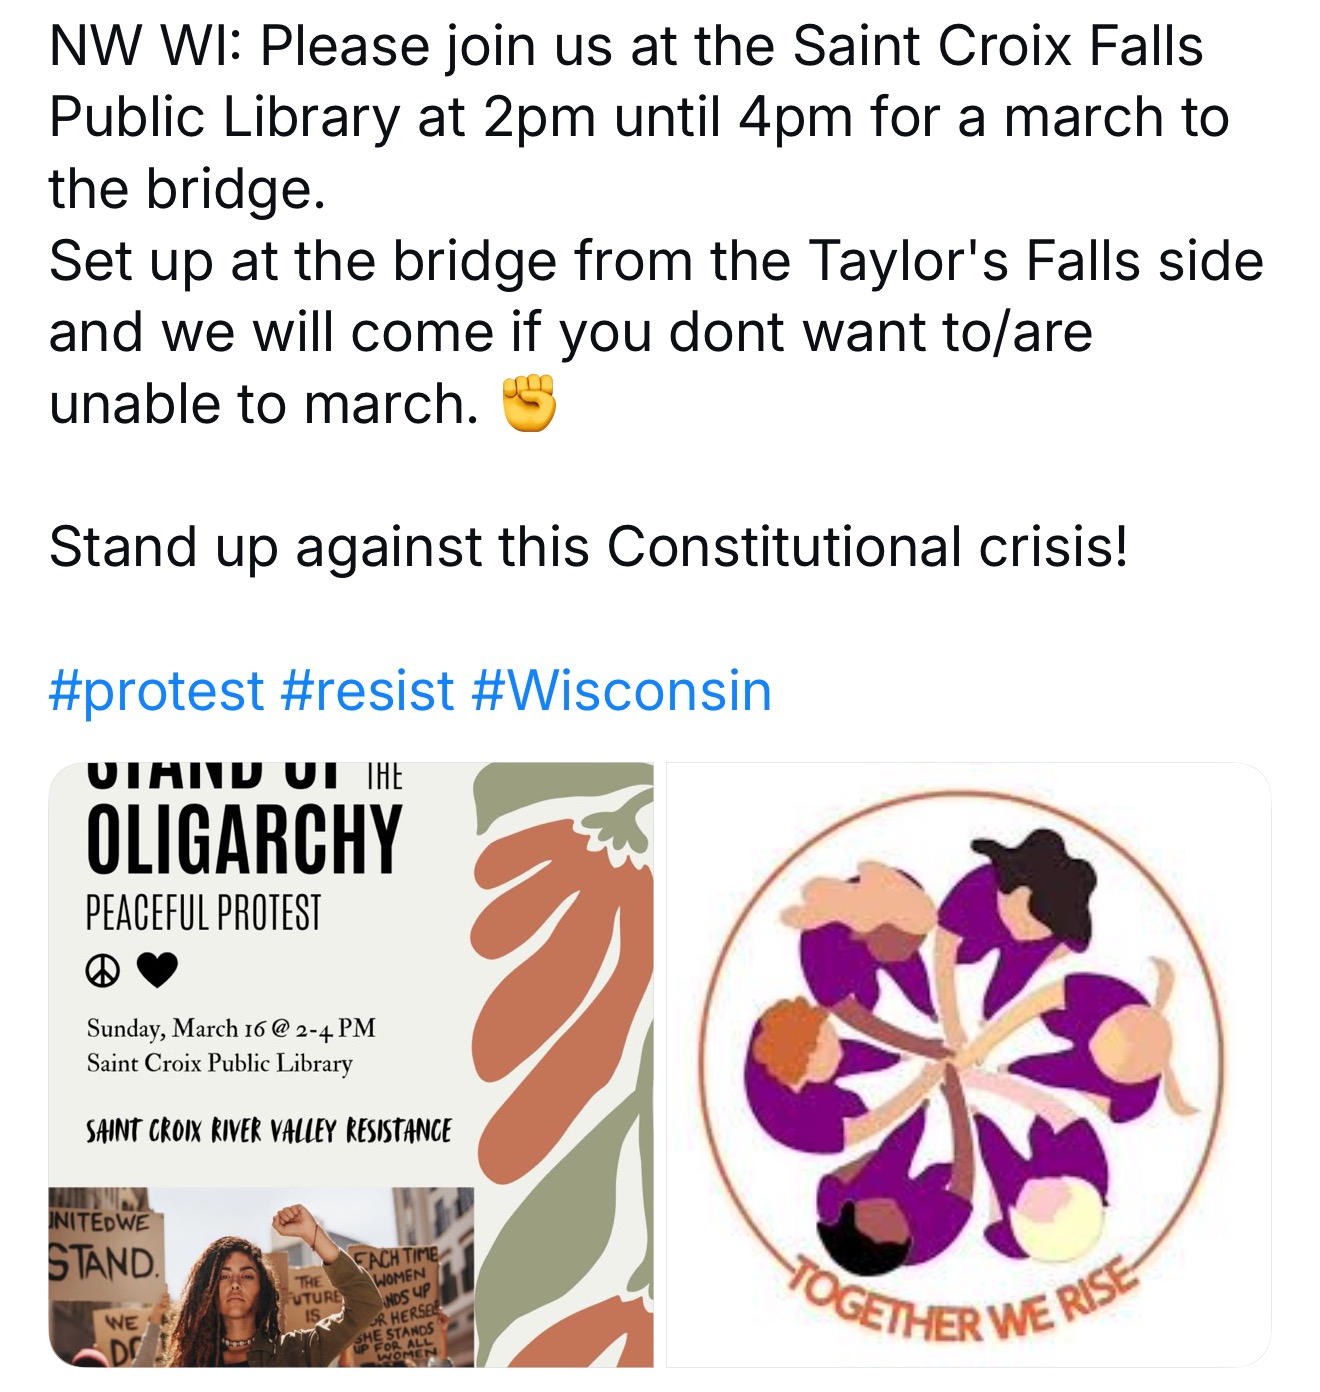 NW WI: Please join us at the Saint Croix Falls
Public Library at 2pm until 4pm for a march to
the bridge.
Set up at the bridge from the Taylor's Falls side
and we will come if you dont want to/are
unable to march. ✊
Stand up against this Constitutional crisis!
#protest #resist #Wisconsin
STAND UP THE
OLIGARCHY
PEACEFUL PROTEST
Sunday, March 16 @ 2-4 PM
Saint Croix Public Library
SAINT CROIX RIVER VALLEY RESISTANCE
UNITED WE
STAND.
WE
DO
THE
FUTURE
IS
EACH TIME
WOMEN
NDS UP
OR HERSELF
SHE STANDS
UP FOR ALL
WOMEN
TOGETHER WE RISE